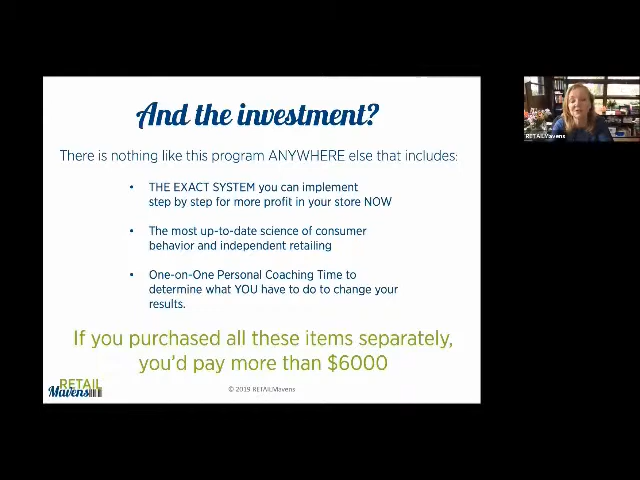 And the investment?
There is nothing like this program ANYWHERE else that includes:
• THE EXACT SYSTEM you can implement
step by step for more profit in your store NOW
• The most up-to-date science of consumer
behavior and independent retailing
• One-on-One Personal Coaching Time to
determine what YOU have to do to change your
results.
If you purchased all these items separately,
you'd pay more than $6000
RETAIL
Mavens
© 2019 RETAILMavens
RETAILMavens